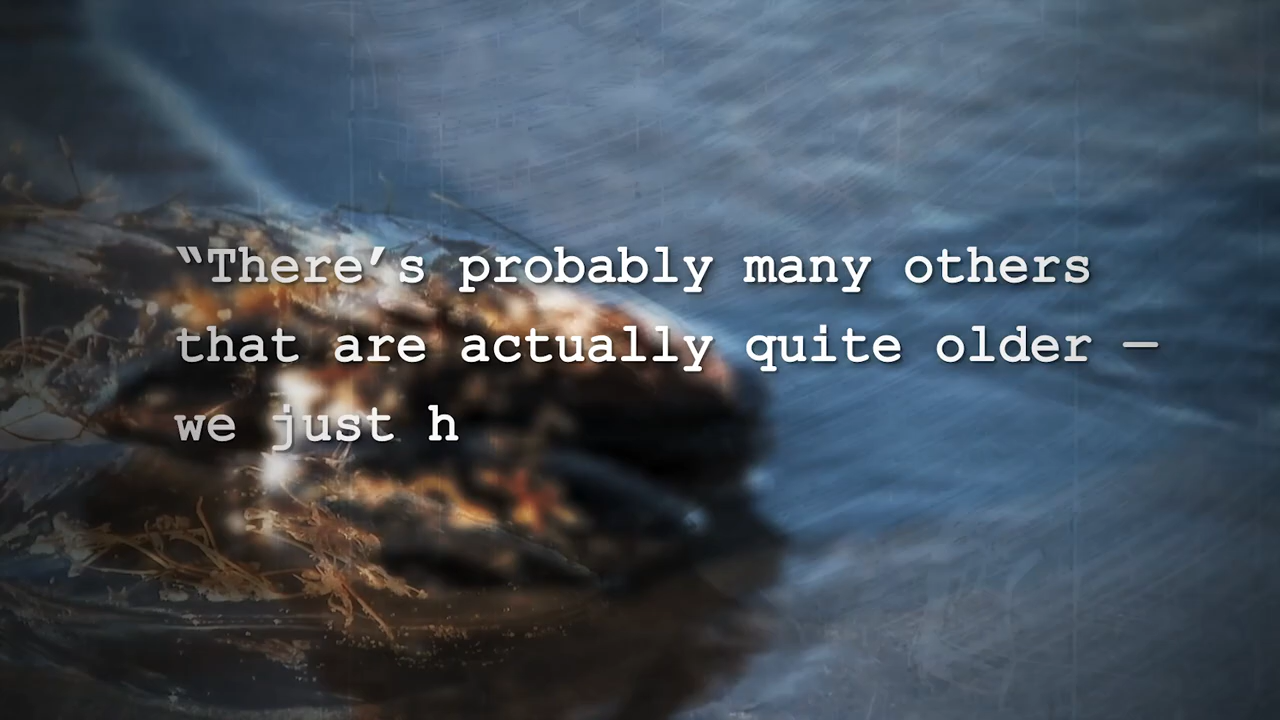 “There’s probably many others
that are actually quite older —
we just h